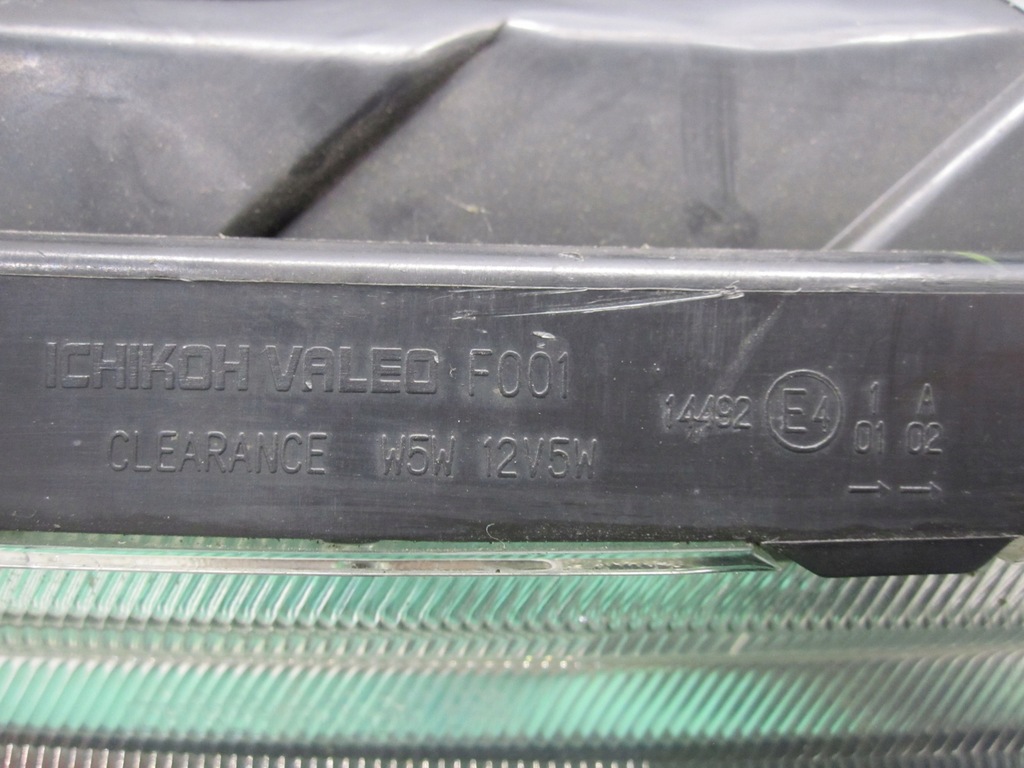 ICHIKOH VALEO F001
CLEARANCE W5W 12V5W
14492 E4 1 A
01 02
→ →